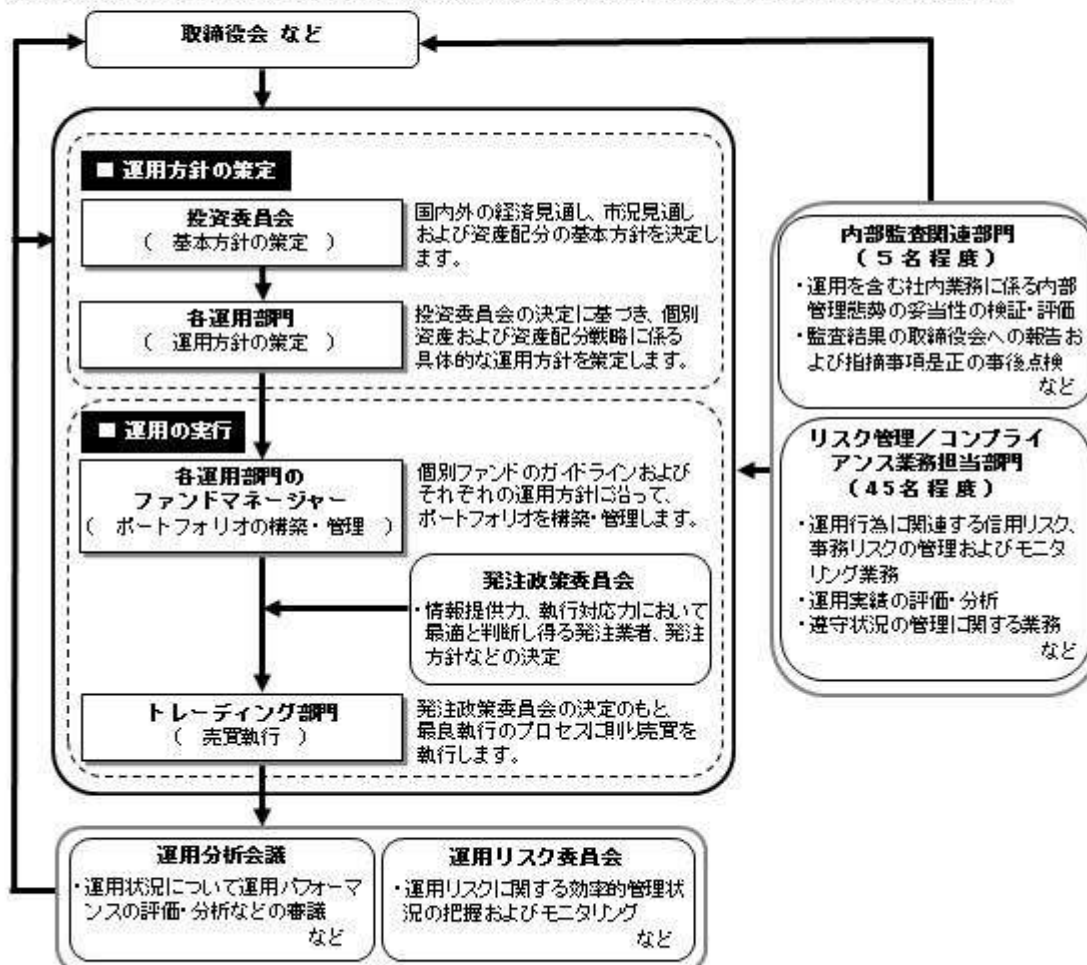 取締役会 など
■ 運用方針の策定
投資委員会
( 基本方針の策定 )
国内外の経済見通し、市況見通し
および資産配分の基本方針を決定し
ます。
各運用部門
( 運用方針の策定 )
投資委員会の決定に基づき、個別
資産および資産配分戦略に係る
具体的な運用方針を策定します。
■ 運用の実行
各運用部門の
ファンドマネージャー
( ポートフォリオの構築・管理 )
個別ファンドのガイドラインおよび
それぞれの運用方針に沿って、
ポートフォリオを構築・管理します。
発注政策委員会
・情報提供力、執行対応力において
最適と判断し得る発注業者、発注
方針などの決定
トレーディング部門
( 売買執行 )
発注政策委員会の決定のもと、
最良執行のプロセスに則り売買を
執行します。
内部監査関連部門
(5名程度)
・運用を含む社内業務に係る内部
管理態勢の妥当性の検証・評価
・監査結果の取締役会への報告お
よび指摘事項是正の事後点検
など
リスク管理／コンプライ
アンス業務担当部門
(45名程度)
・運用行為に関連する信用リスク、
事務リスクの管理およびモニタ
リング業務
・運用実績の評価・分析
・遵守状況の管理に関する業務
など
運用分析会議
・運用状況について運用パフォーマ
ンスの評価・分析などの審議
など
運用リスク委員会
・運用リスクに関する効率的管理状
況の把握およびモニタリング
など